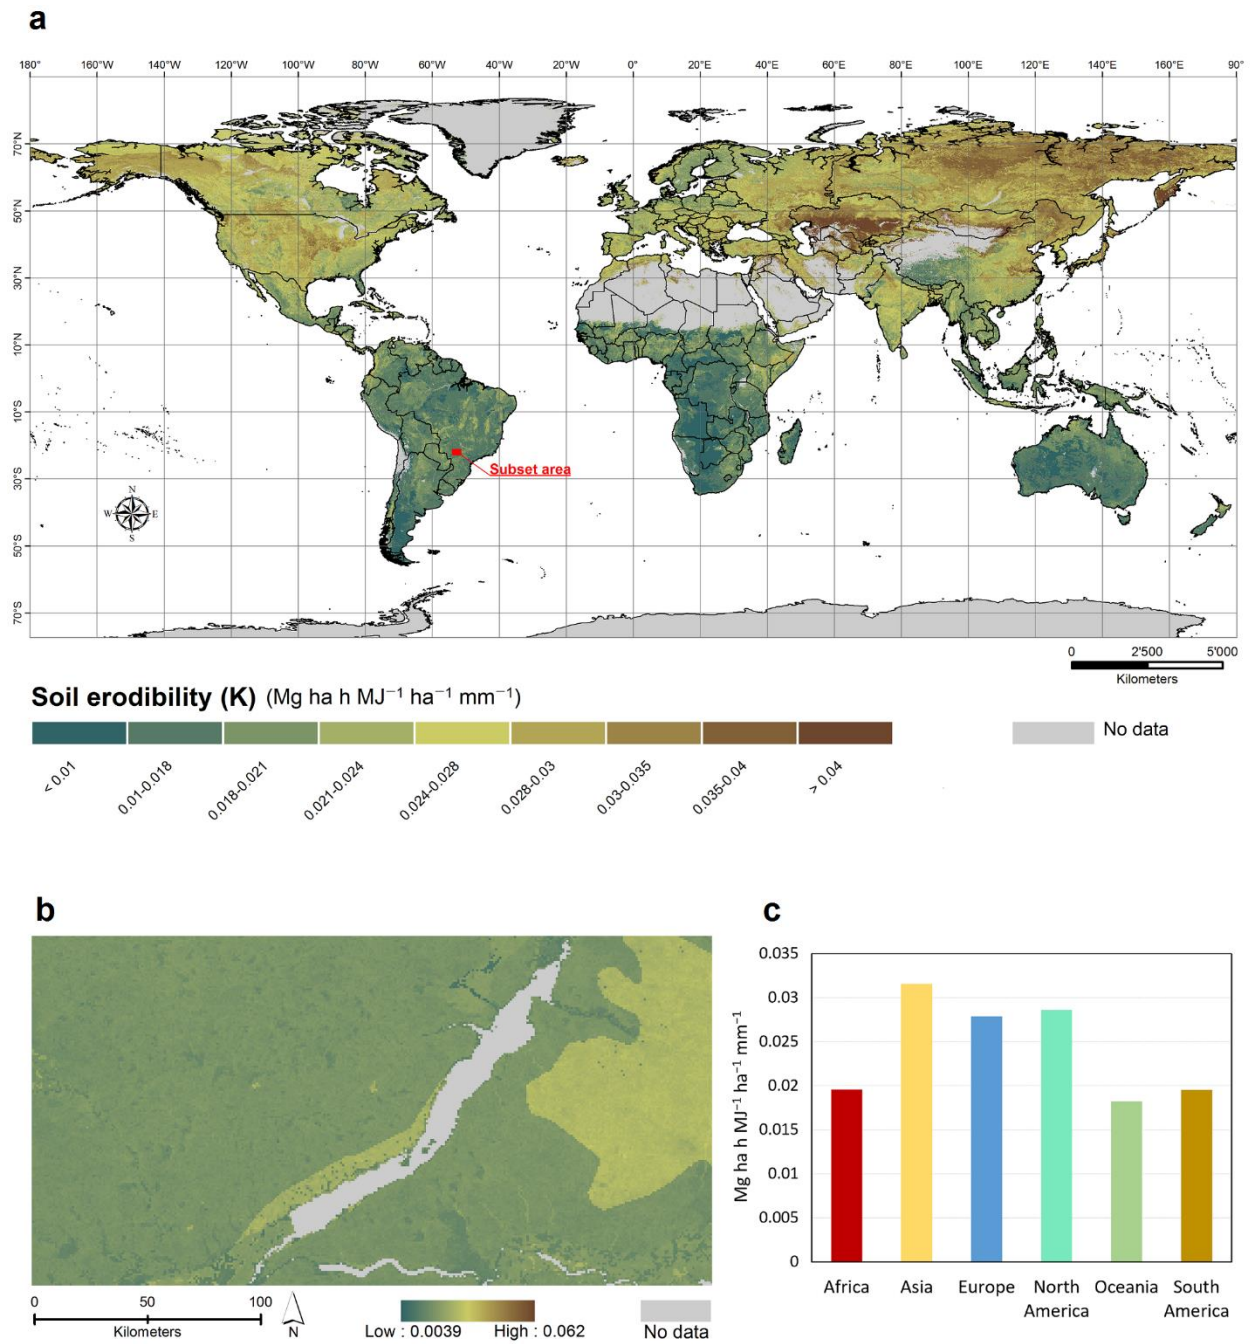 a
180° 160°W 140°W 120°W 100°W 80°W 60°W 40°W 20°W 0° 20°E 40°E 60°E 80°E 100°E 120°E 140°E 160°E 90°
70°N
50°N
30°N
10°N
10°S
30°S
50°S
70°S
Subset area
N
W E
S
0 2'500 5'000
Kilometers
Soil erodibility (K) (Mg ha h MJ⁻¹ ha⁻¹ mm⁻¹)
No data
< 0.01
0.01-0.018
0.018-0.021
0.021-0.024
0.024-0.028
0.028-0.03
0.03-0.035
0.035-0.04
> 0.04
b
0 50 100
Kilometers
N
Low : 0.0039 High : 0.062
No data
c
Mg ha h MJ⁻¹ ha⁻¹ mm⁻¹
0.035
0.03
0.025
0.02
0.015
0.01
0.005
0
Africa Asia Europe North Oceania South
America America